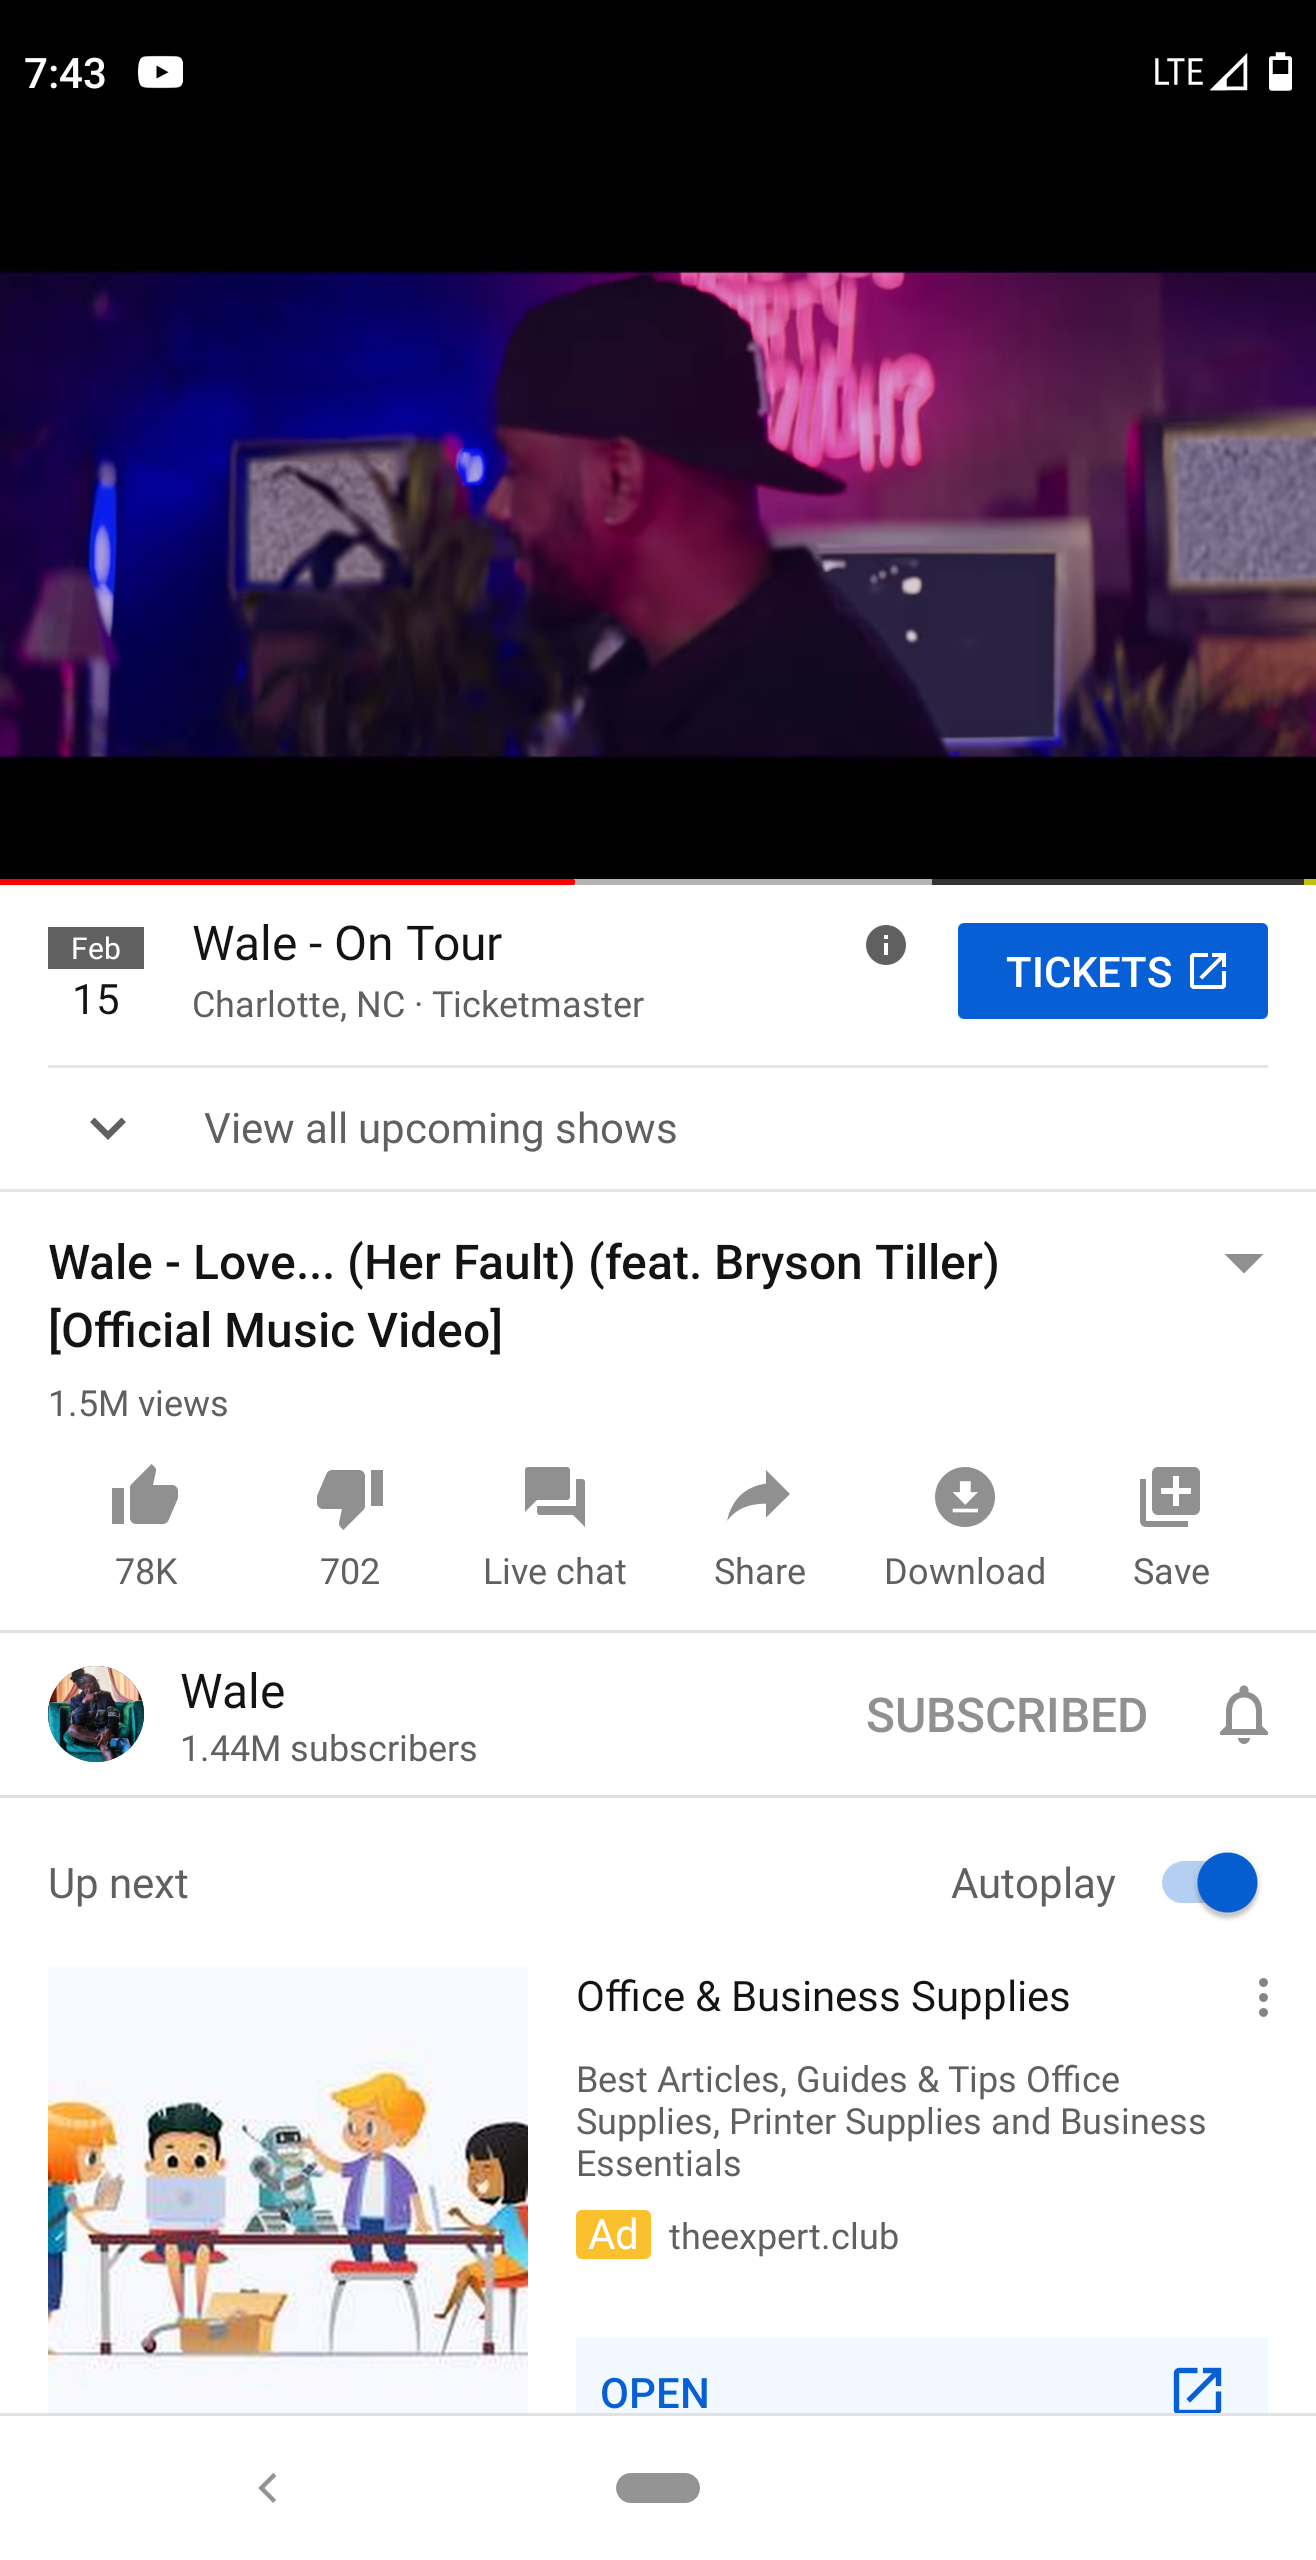 7:43
LTE
Feb
15
Wale - On Tour
Charlotte, NC · Ticketmaster
TICKETS
View all upcoming shows
Wale - Love... (Her Fault) (feat. Bryson Tiller)
[Official Music Video]
1.5M views
78K
702
Live chat
Share
Download
Save
Wale
1.44M subscribers
SUBSCRIBED
Up next
Autoplay
Office & Business Supplies
Best Articles, Guides & Tips Office
Supplies, Printer Supplies and Business
Essentials
Ad theexpert.club
OPEN